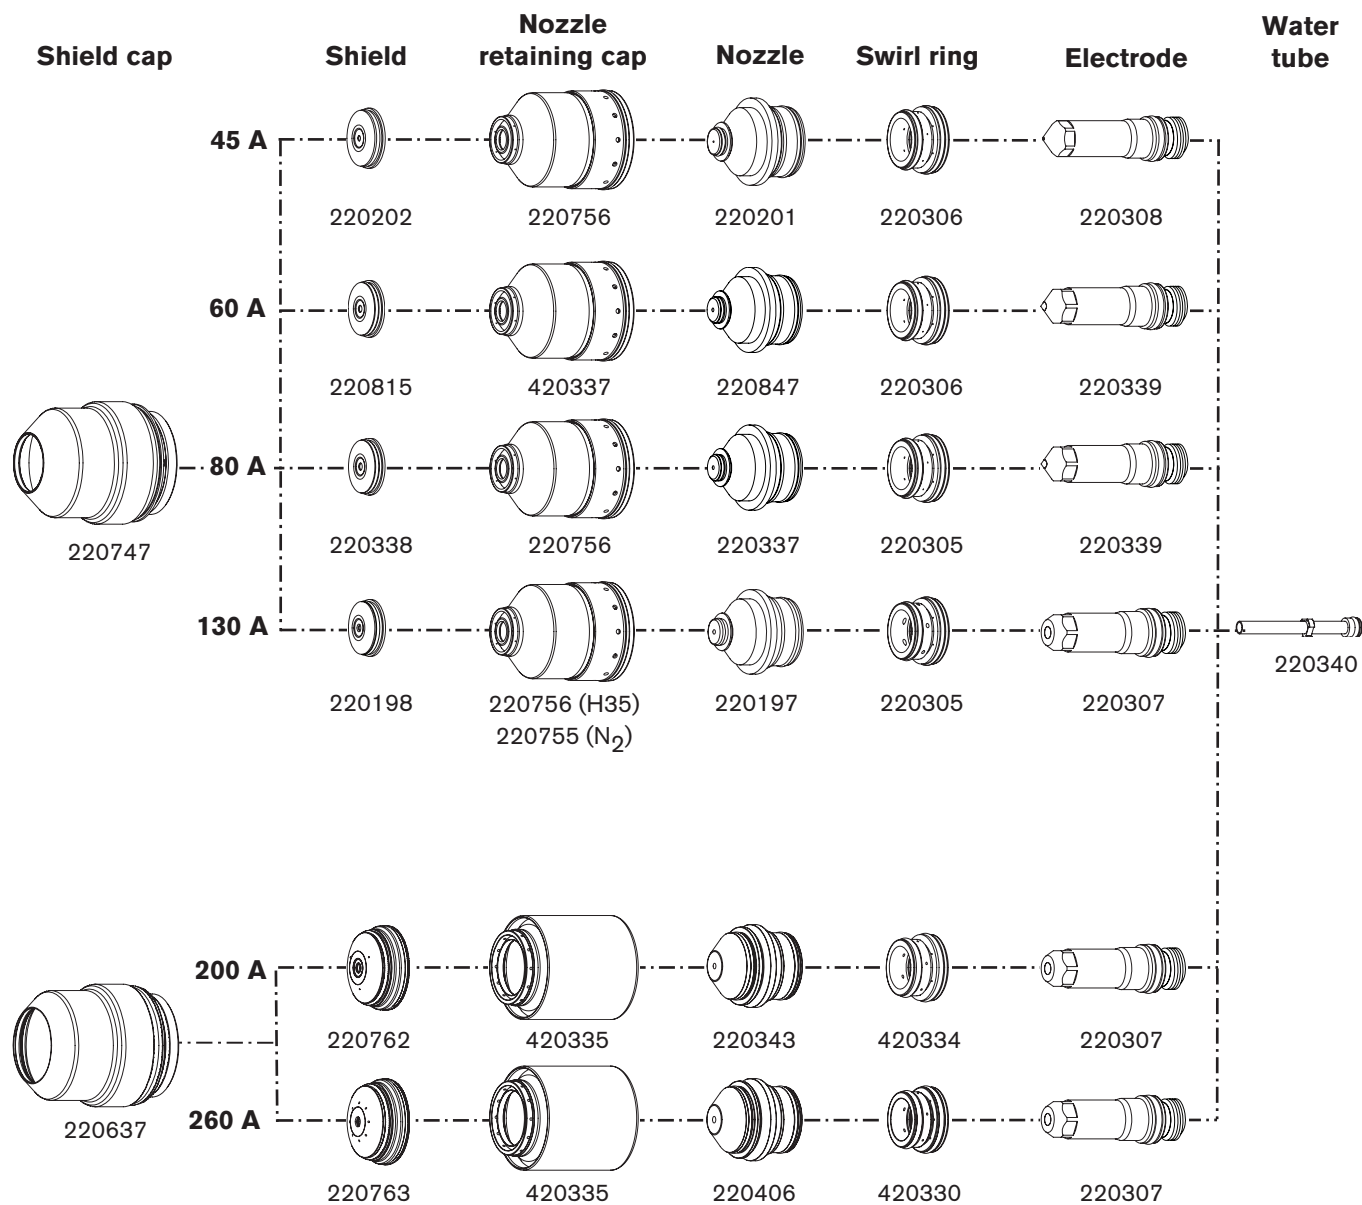 Shield cap
Shield
Nozzle
retaining cap
Nozzle
Swirl ring
Electrode
Water
tube
45 A
220202
220756
220201
220306
220308
60 A
220815
420337
220847
220306
220339
80 A
220747
220338
220756
220337
220305
220339
130 A
220198
220756 (H35)
220755 (N2)
220197
220305
220307
220340
200 A
220762
420335
220343
420334
220307
220637
260 A
220763
420335
220406
420330
220307